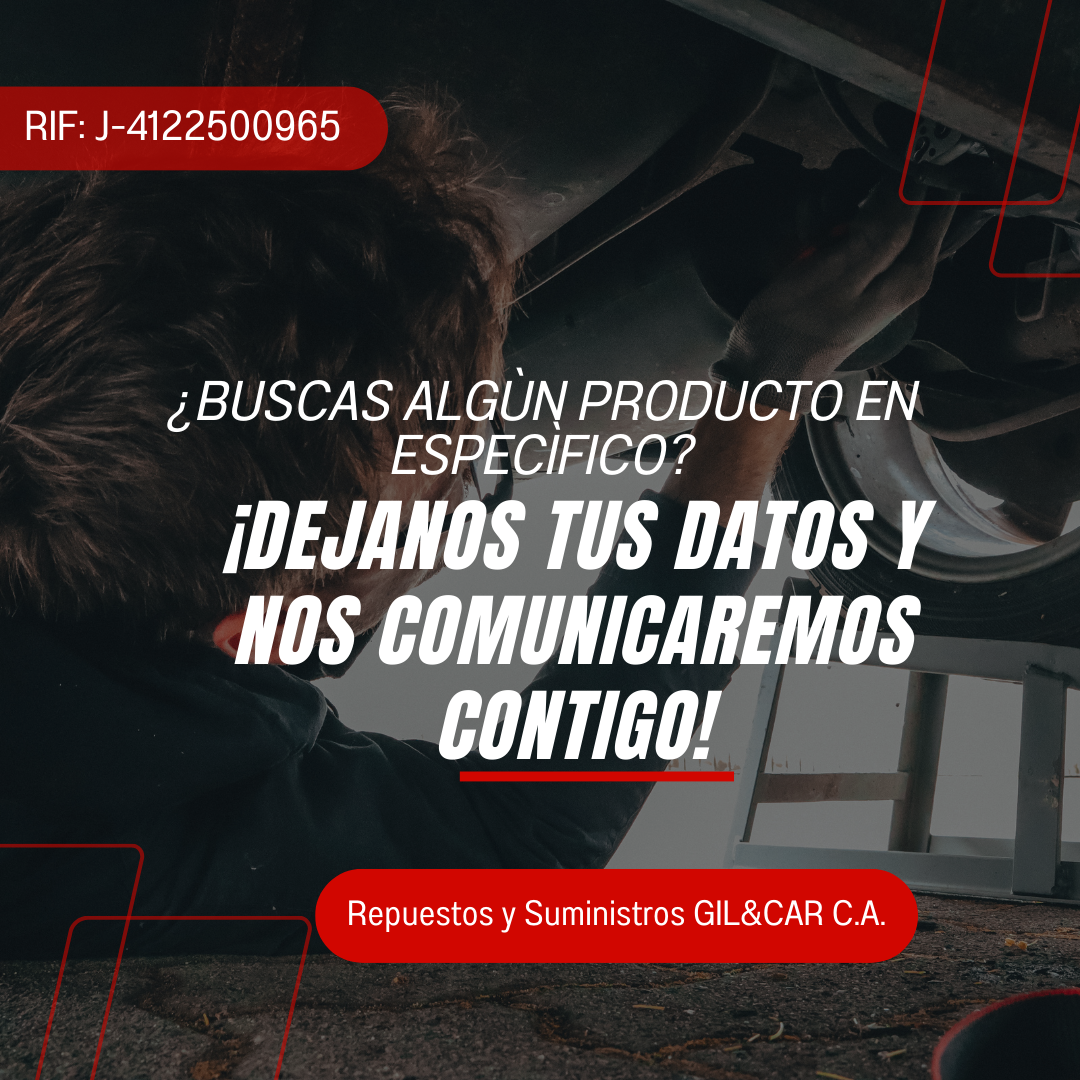 RIF: J-4122500965
¿BUSCAS ALGÙN PRODUCTO EN
ESPECÌFICO?
¡DEJANOS TUS DATOS Y
NOS COMUNICAREMOS
CONTIGO!
Repuestos y Suministros GIL&CAR C.A.